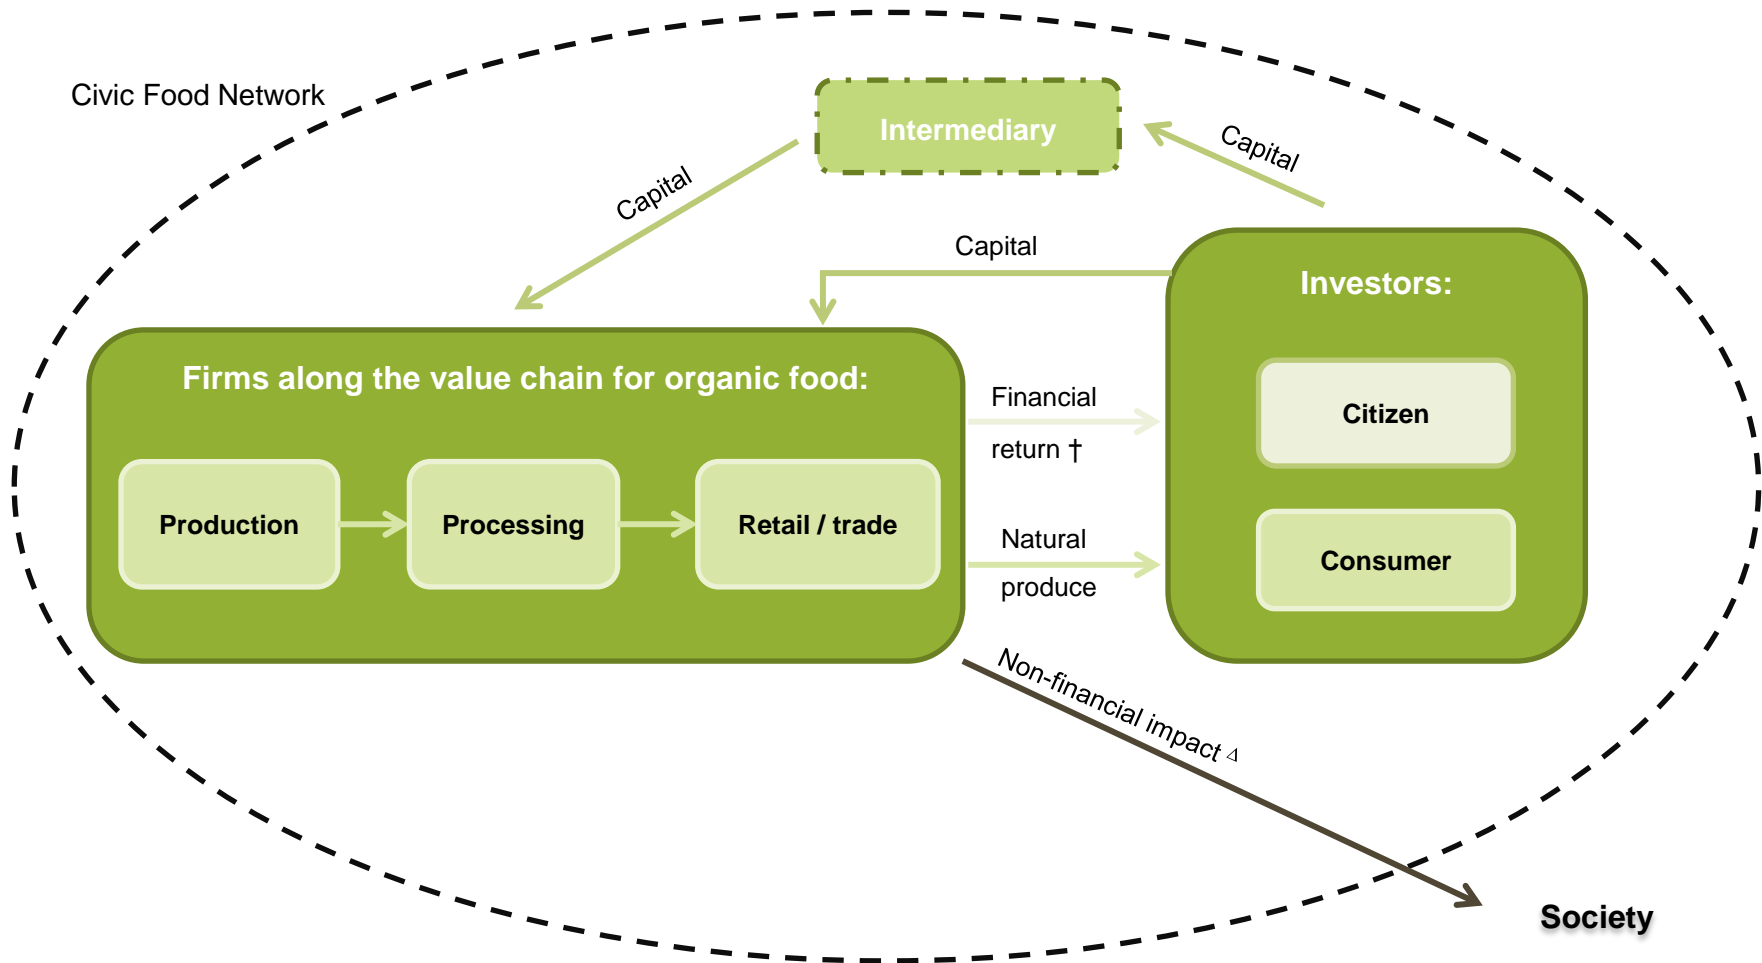 Civic Food Network
Intermediary
Capital
Capital
Capital
Investors:
Firms along the value chain for organic food:
Financial
return †
Citizen
Production
Processing
Retail / trade
Natural
produce
Consumer
Non-financial impact Δ
Society